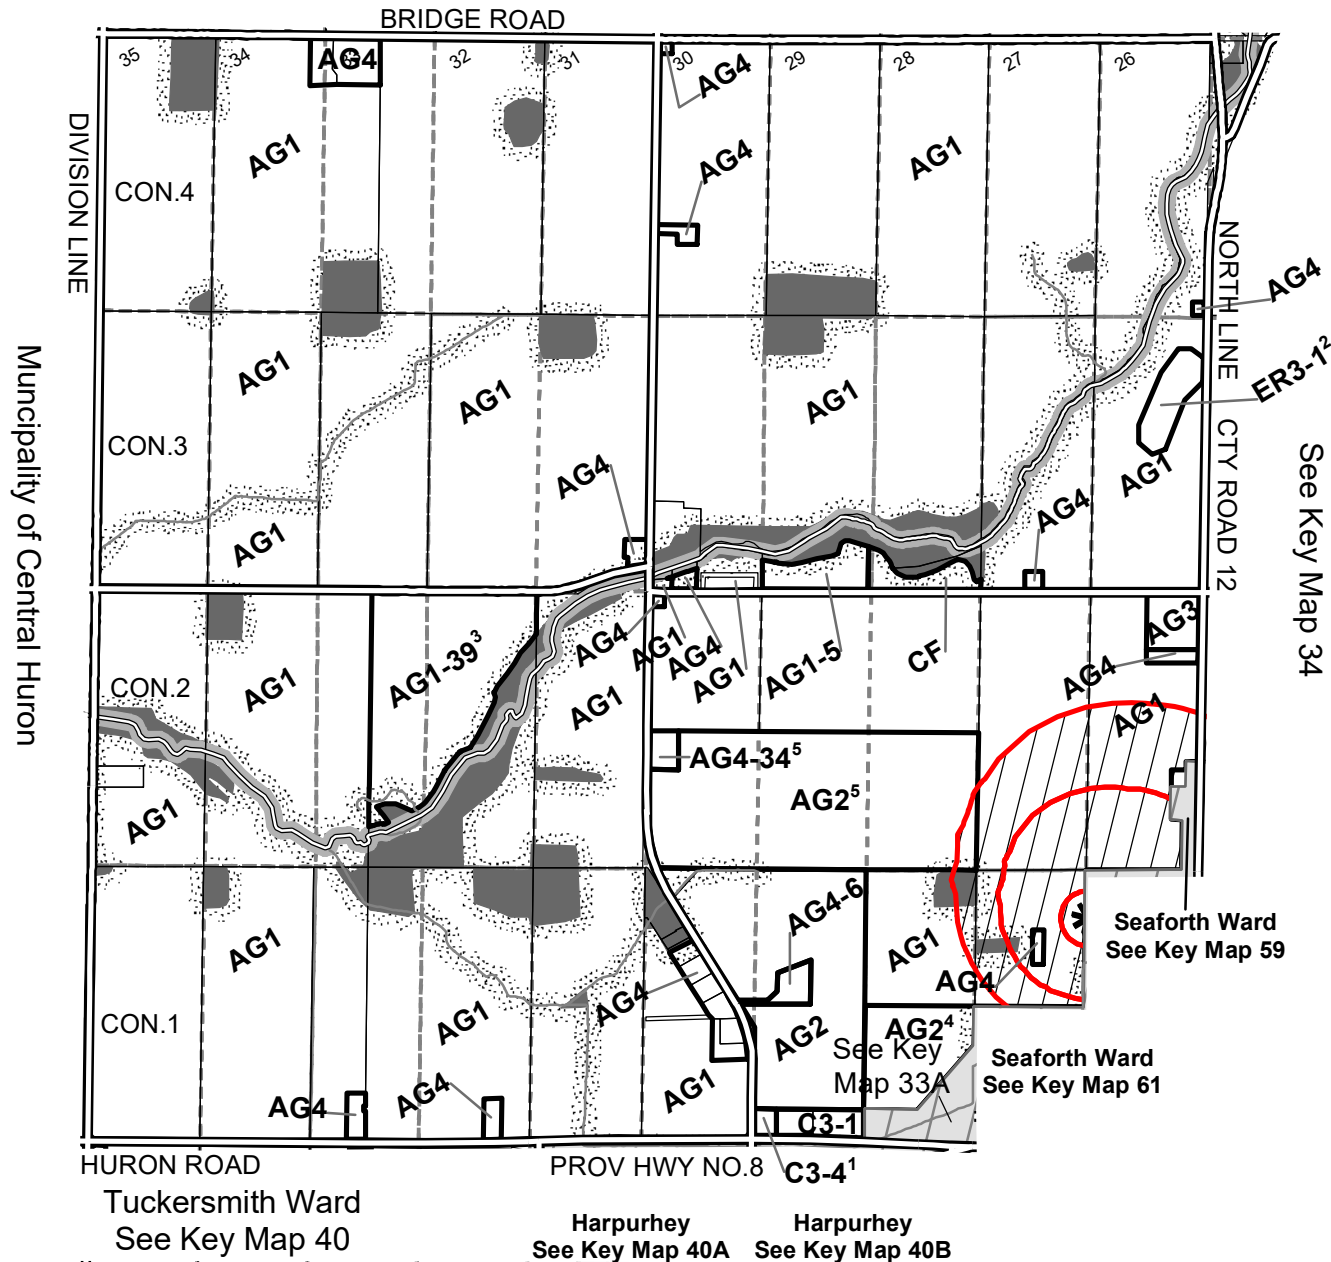 BRIDGE ROAD
35
34
AG4
32
31
30
29
28
27
26
AG4
DIVISION LINE
CON.4
AG1
AG4
AG1
NORTH LINE
AG4
Muncipality of Central Huron
AG1
AG1
AG1
ER3-1²
CON.3
AG4
AG1
CTY ROAD 12
See Key Map 34
AG1
AG4
AG3
CON.2
AG1
AG1-39³
AG4
AG1
AG4
AG1
AG1-5
CF
AG4
AG1
AG1
AG4-34⁵
AG2⁵
AG1
AG4-6
AG1
AG1
AG4
Seaforth Ward
See Key Map 59
CON.1
AG1
AG4
AG2
AG2⁴
See Key
Map 33A
Seaforth Ward
See Key Map 61
AG4
AG4
AG1
C3-1
HURON ROAD
PROV HWY NO.8
C3-4¹
Tuckersmith Ward
See Key Map 40
Harpurhey
See Key Map 40A
Harpurhey
See Key Map 40B